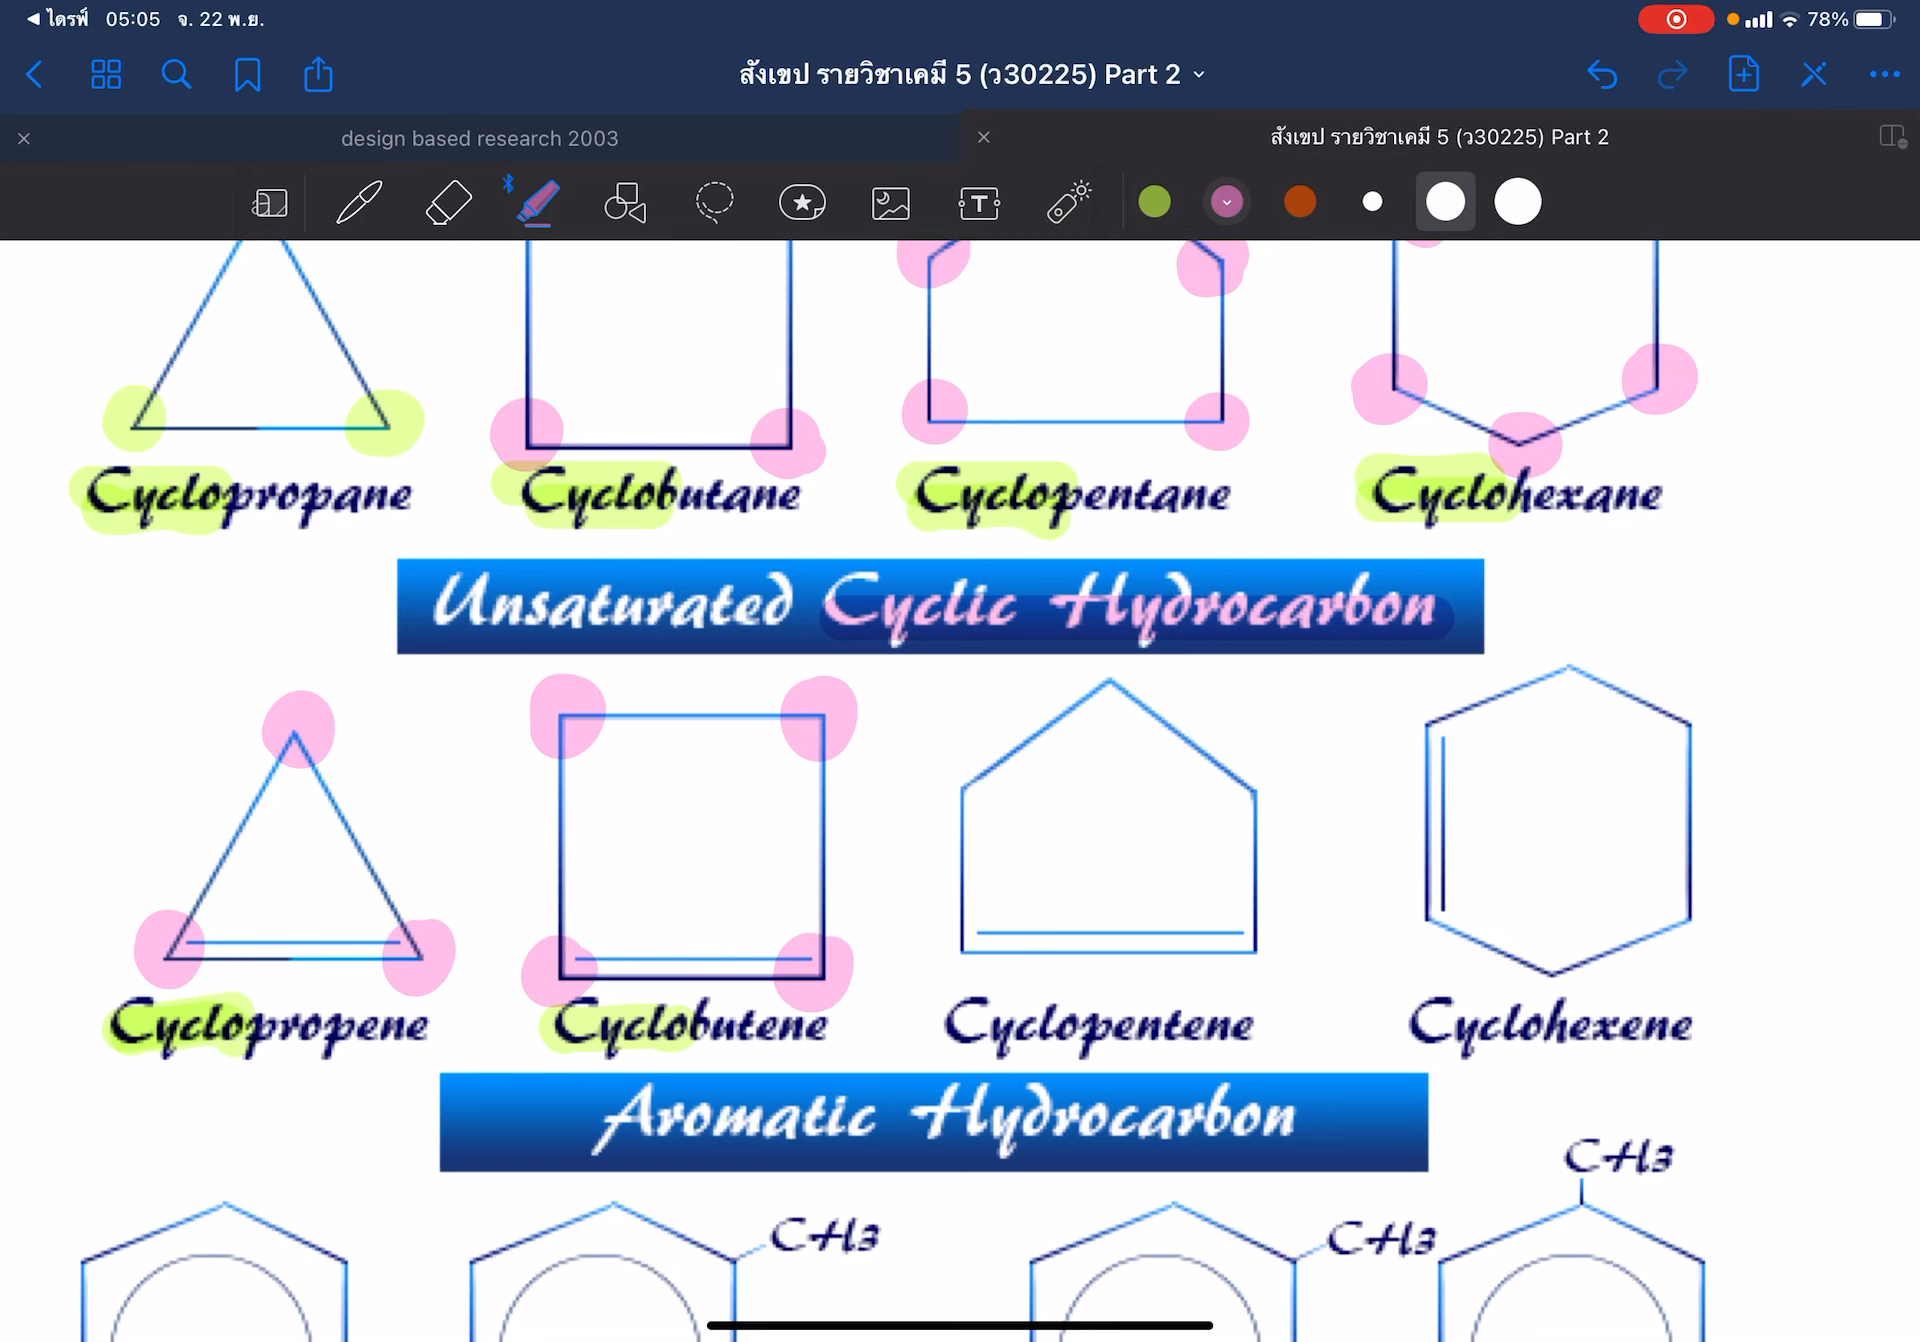 ไดรฟ์ 05:05 จ. 22 พ.ย. 78%
สังเขป รายวิชาเคมี 5 (ว30225) Part 2
design based research 2003
สังเขป รายวิชาเคมี 5 (ว30225) Part 2
T
Cyclopropane Cyclobutane Cyclopentane Cyclohexane
Unsaturated Cyclic Hydrocarbon
Cyclopropene Cyclobutene Cyclopentene Cyclohexene
Aromatic Hydrocarbon
CH3
CH3 CH3